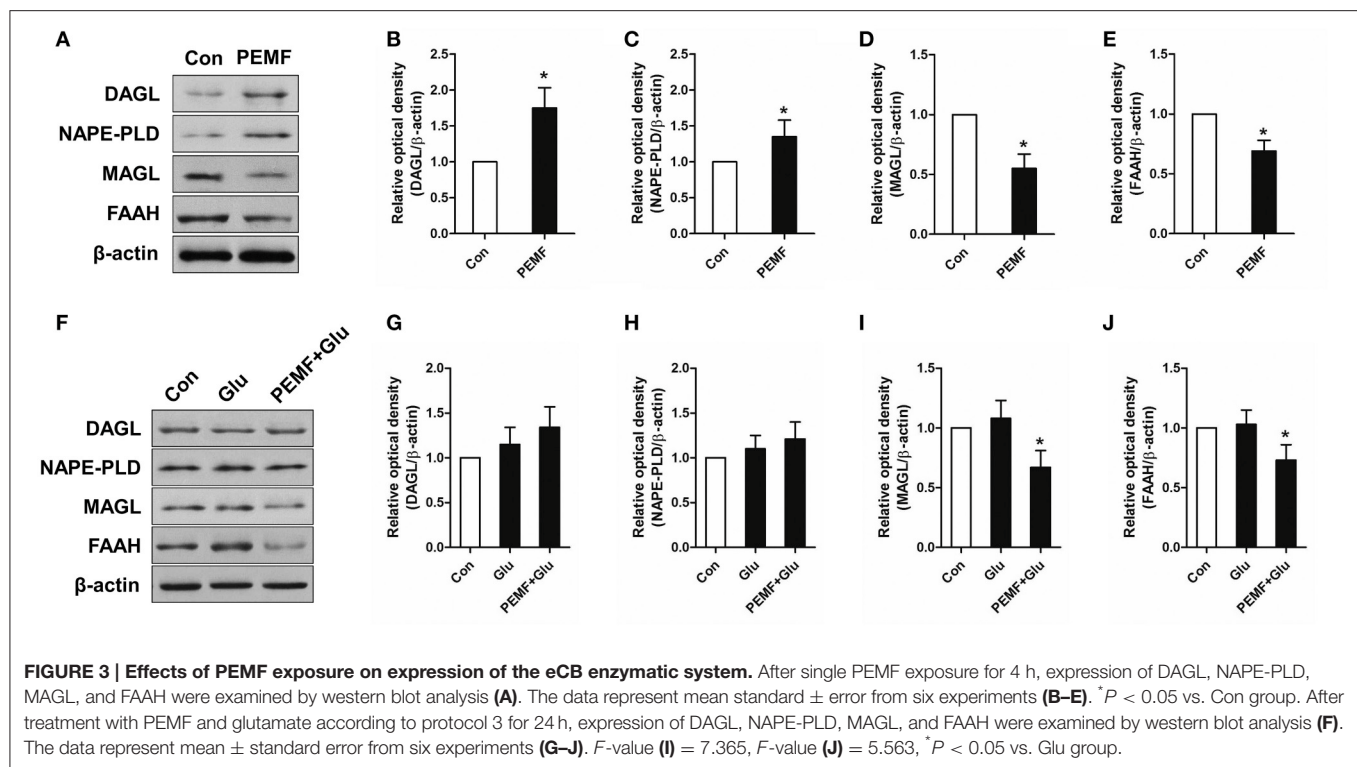 A
Con PEMF
DAGL
NAPE-PLD
MAGL
FAAH
β-actin
B
Relative optical density
(DAGL/β-actin)
2.5
2.0
1.5
1.0
0.5
0.0
*
Con
PEMF
C
Relative optical density
(NAPE-PLD/β-actin)
2.0
1.5
1.0
0.5
0.0
*
Con
PEMF
D
Relative optical density
(MAGL/β-actin)
1.5
1.0
0.5
0.0
*
Con
PEMF
E
Relative optical density
(FAAH/β-actin)
1.5
1.0
0.5
0.0
*
Con
PEMF
F
Con Glu PEMF+Glu
DAGL
NAPE-PLD
MAGL
FAAH
β-actin
G
Relative optical density
(DAGL/β-actin)
2.0
1.5
1.0
0.5
0.0
Con
Glu
PEMF+Glu
H
Relative optical density
(NAPE-PLD/β-actin)
2.0
1.5
1.0
0.5
0.0
Con
Glu
PEMF+Glu
I
Relative optical density
(MAGL/β-actin)
1.5
1.0
0.5
0.0
*
Con
Glu
PEMF+Glu
J
Relative optical density
(FAAH/β-actin)
1.5
1.0
0.5
0.0
*
Con
Glu
PEMF+Glu
FIGURE 3 | Effects of PEMF exposure on expression of the eCB enzymatic system. After single PEMF exposure for 4 h, expression of DAGL, NAPE-PLD,
MAGL, and FAAH were examined by western blot analysis (A). The data represent mean standard ± error from six experiments (B–E). *P < 0.05 vs. Con group. After
treatment with PEMF and glutamate according to protocol 3 for 24 h, expression of DAGL, NAPE-PLD, MAGL, and FAAH were examined by western blot analysis (F).
The data represent mean ± standard error from six experiments (G–J). F-value (I) = 7.365, F-value (J) = 5.563, *P < 0.05 vs. Glu group.